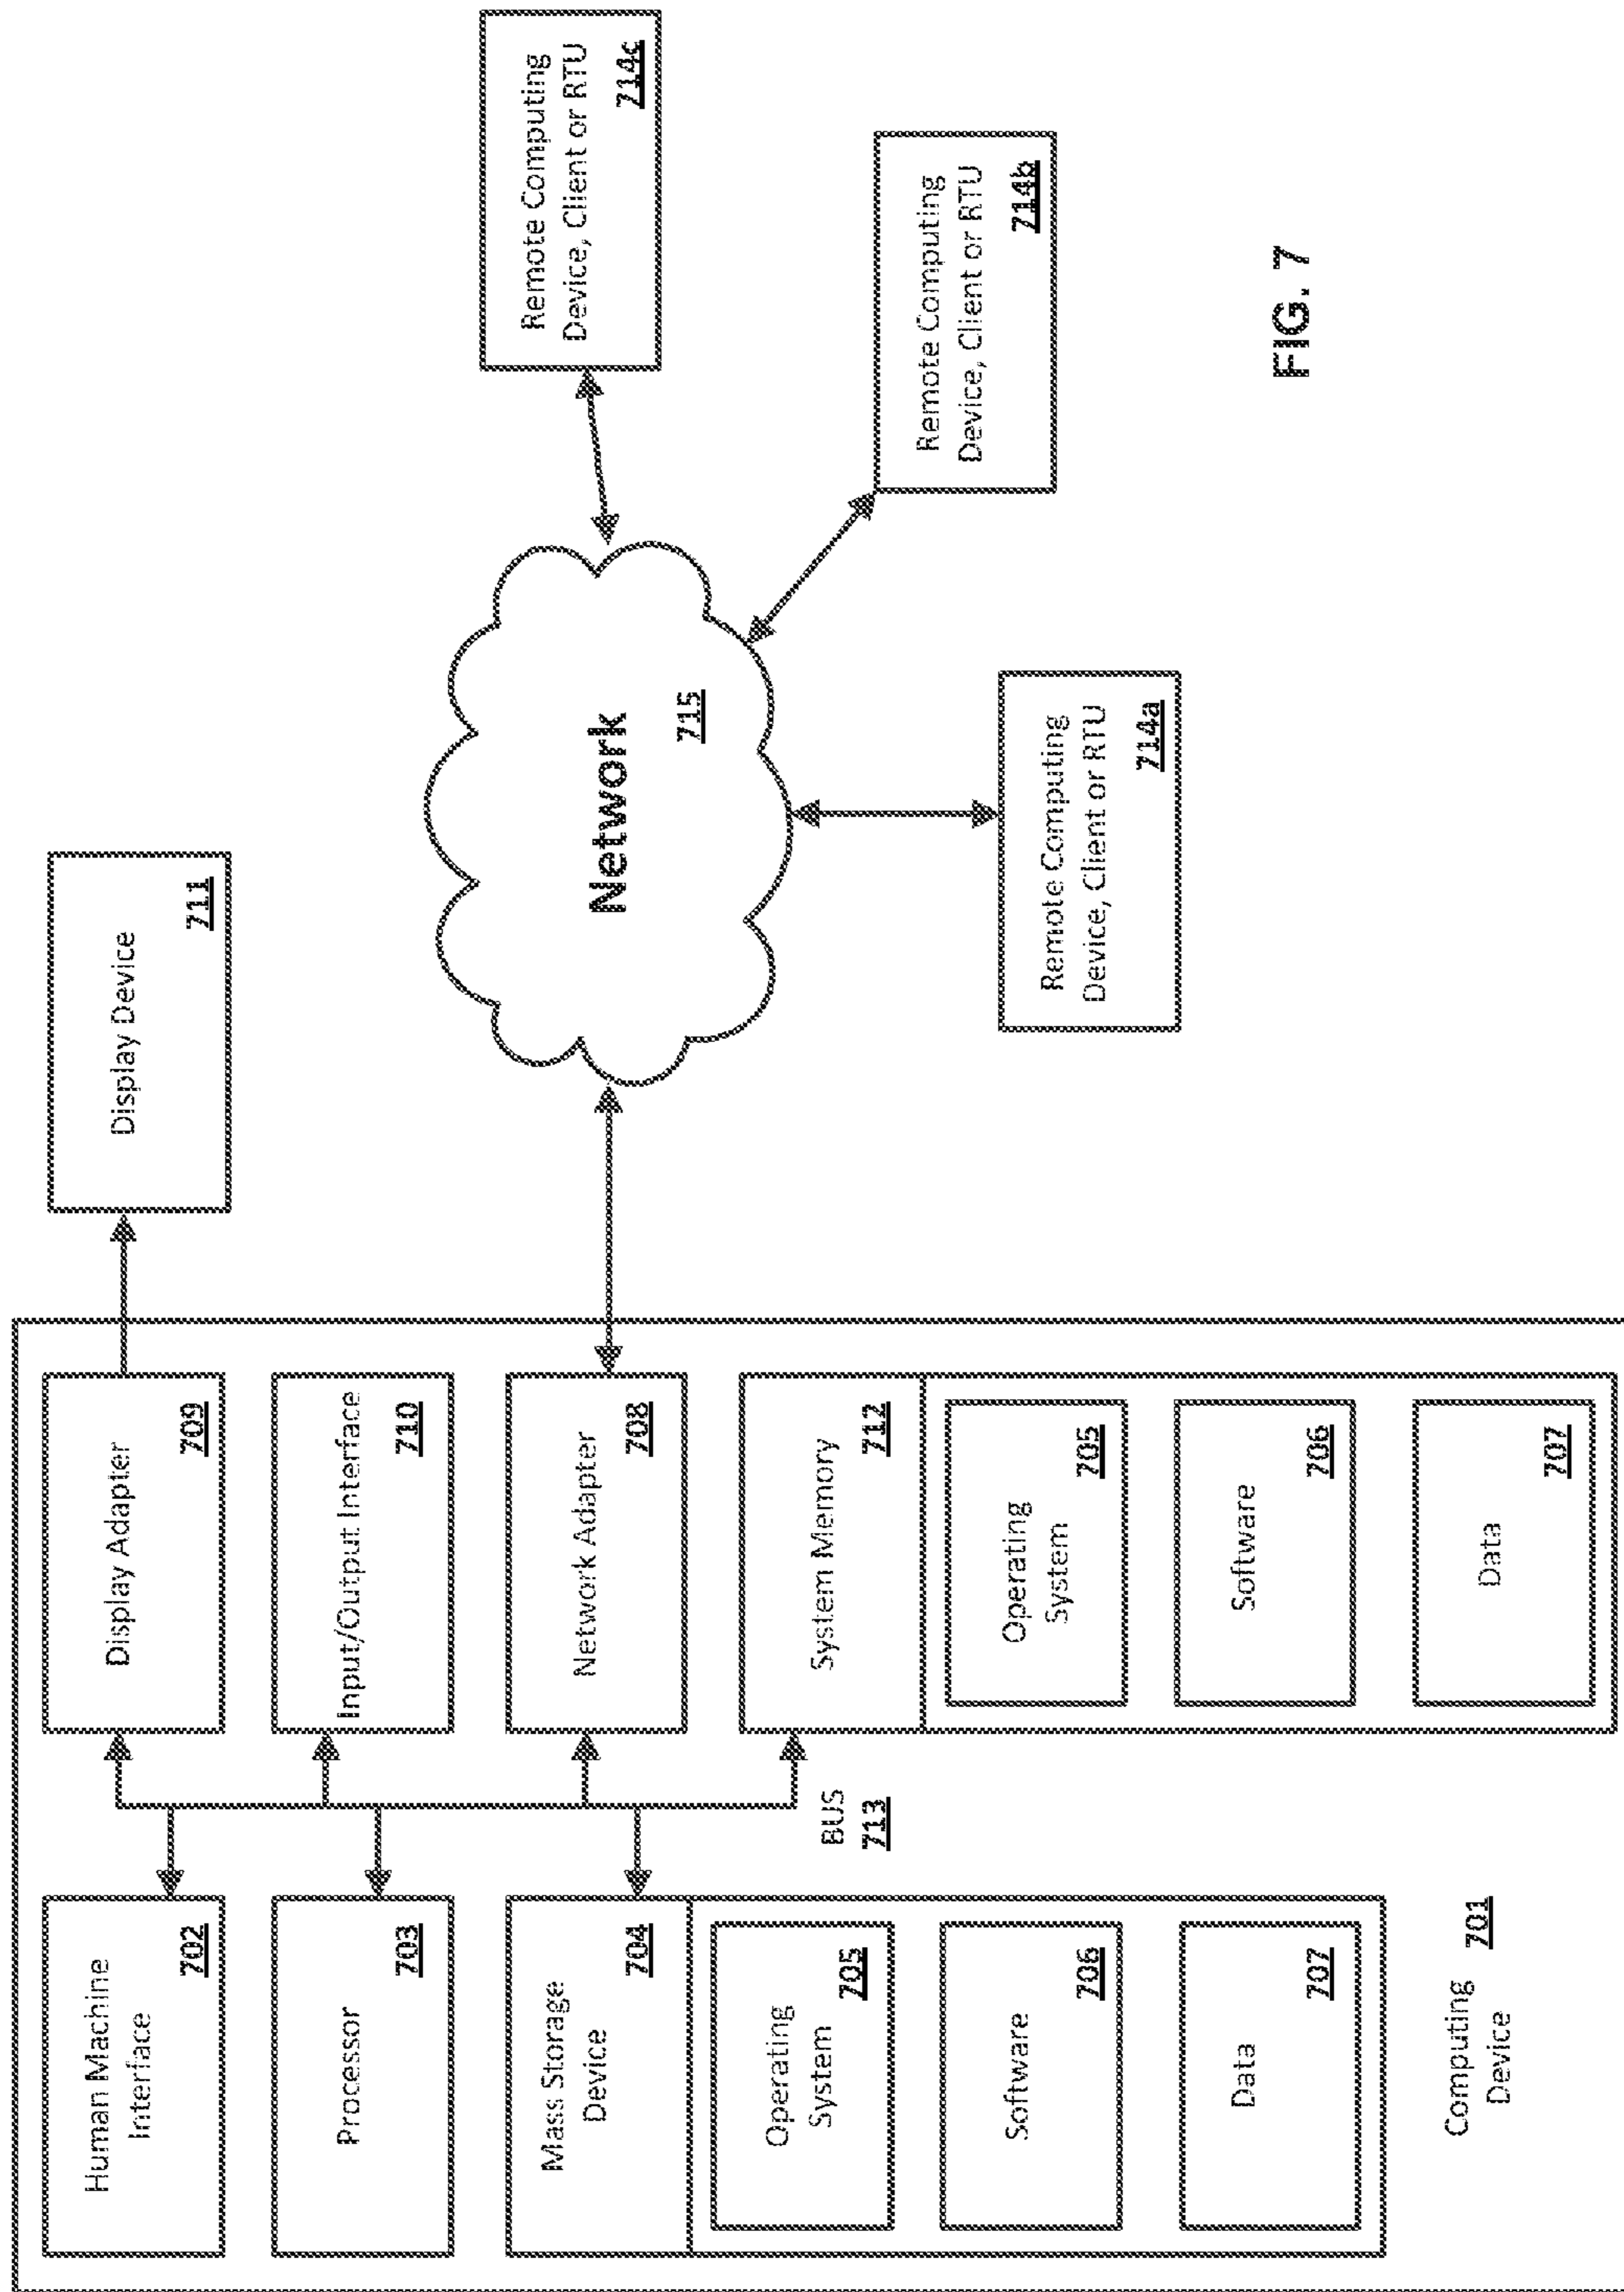 Human Machine
Interface
702
Processor
703
Mass Storage
Device
704
Operating
System
705
Software
706
Data
707
Computing
Device
701
BUS
713
Display Adapter
709
Input/Output Interface
710
Network Adapter
708
System Memory
712
Operating
System
705
Software
706
Data
707
Display Device
711
Network
715
Remote Computing
Device, Client or RTU
714a
Remote Computing
Device, Client or RTU
714b
Remote Computing
Device, Client or RTU
714c
FIG. 7